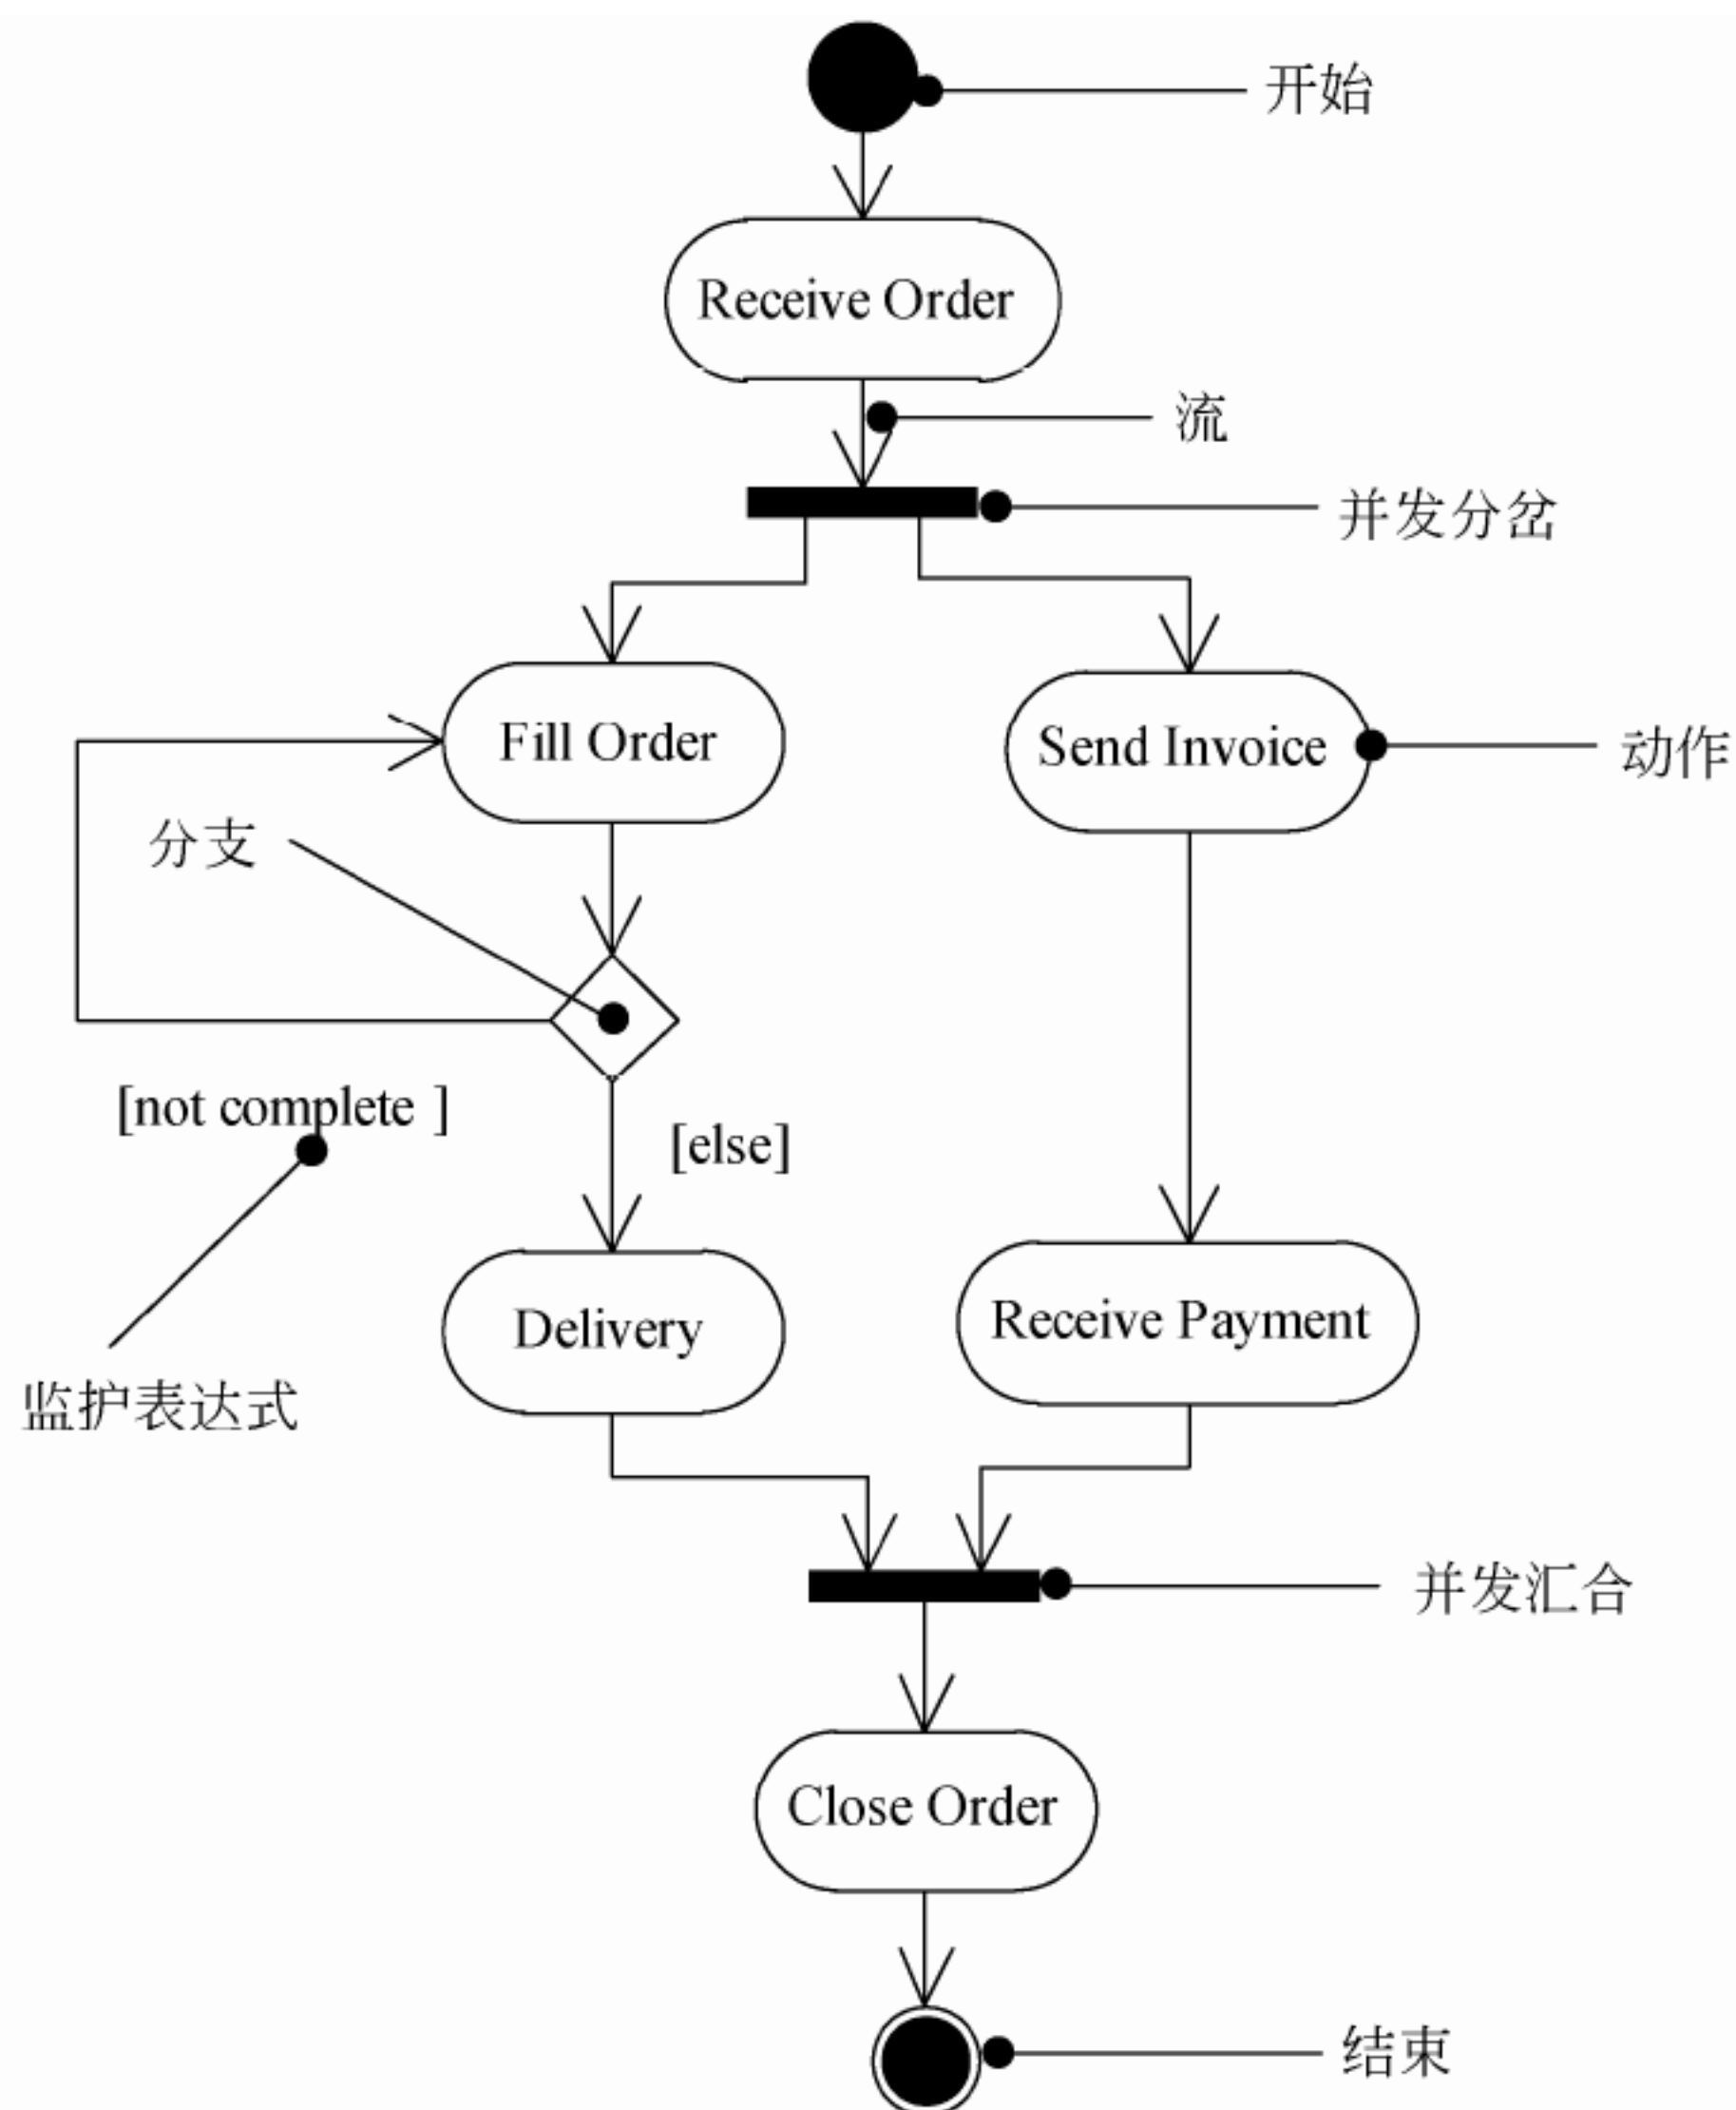 开始
Receive Order
流
并发分岔
Fill Order
Send Invoice
动作
分支
[not complete ]
[else]
Delivery
Receive Payment
监护表达式
并发汇合
Close Order
结束